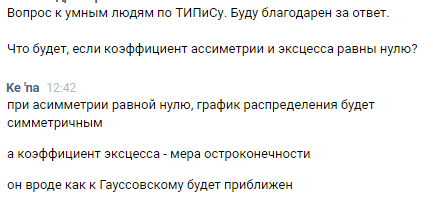 Вопрос к умным людям по ТИПиСу. Буду благодарен за ответ.
Что будет, если коэффициент ассиметрии и эксцесса равны нулю?
Ke 'na 12:42
при асимметрии равной нулю, график распределения будет
симметричным
а коэффициент эксцесса - мера остроконечности
он вроде как к Гауссовскому будет приближен